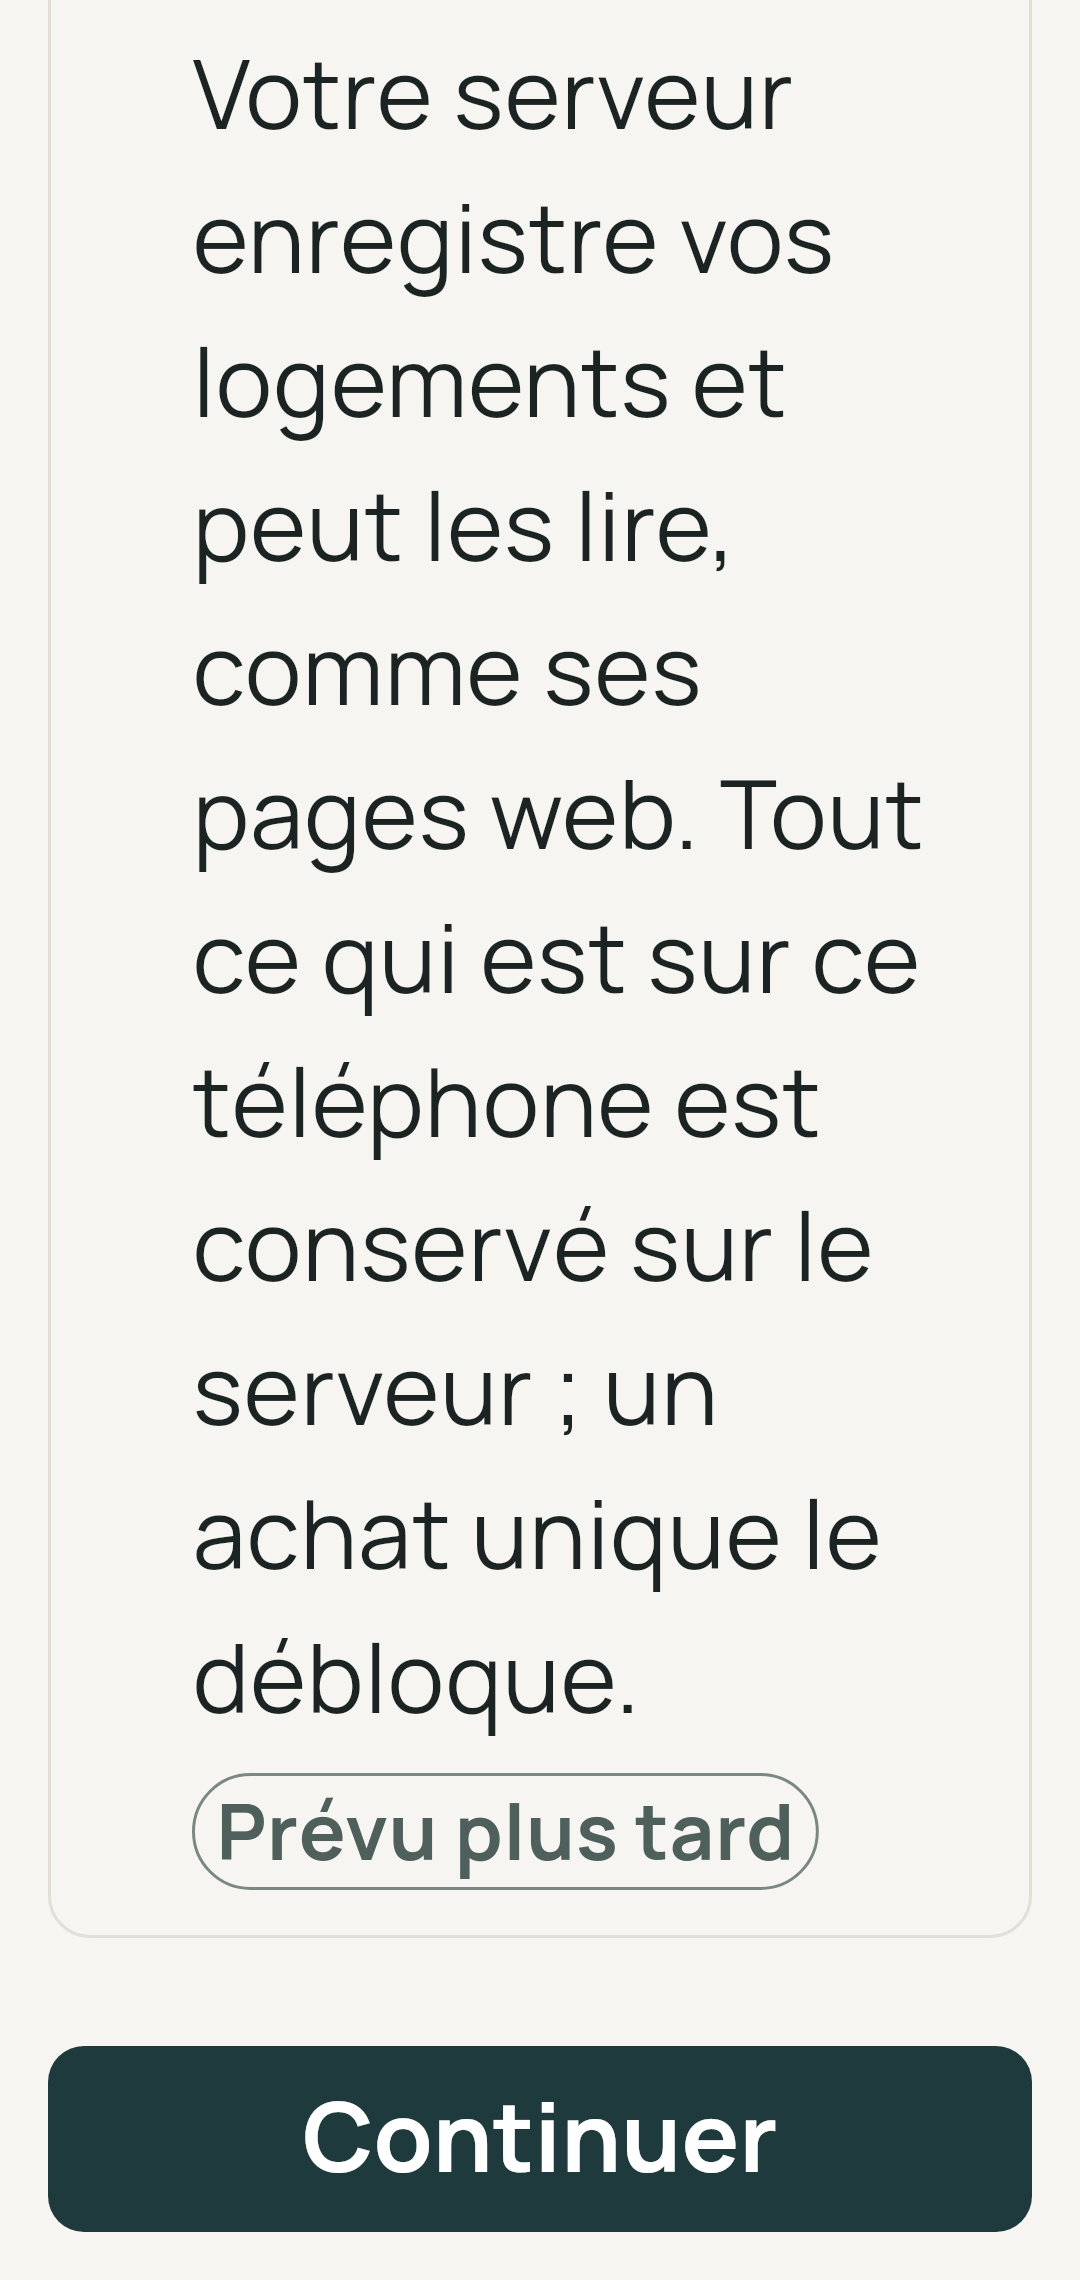 Votre serveur
enregistre vos
logements et
peut les lire,
comme ses
pages web. Tout
ce qui est sur ce
téléphone est
conservé sur le
serveur ; un
achat unique le
débloque.
Prévu plus tard
Continuer